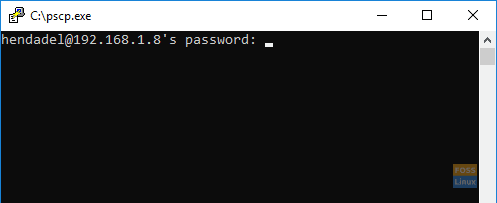 C:\pscp.exe
hendadel@192.168.1.8's password:
FOSS
Linux